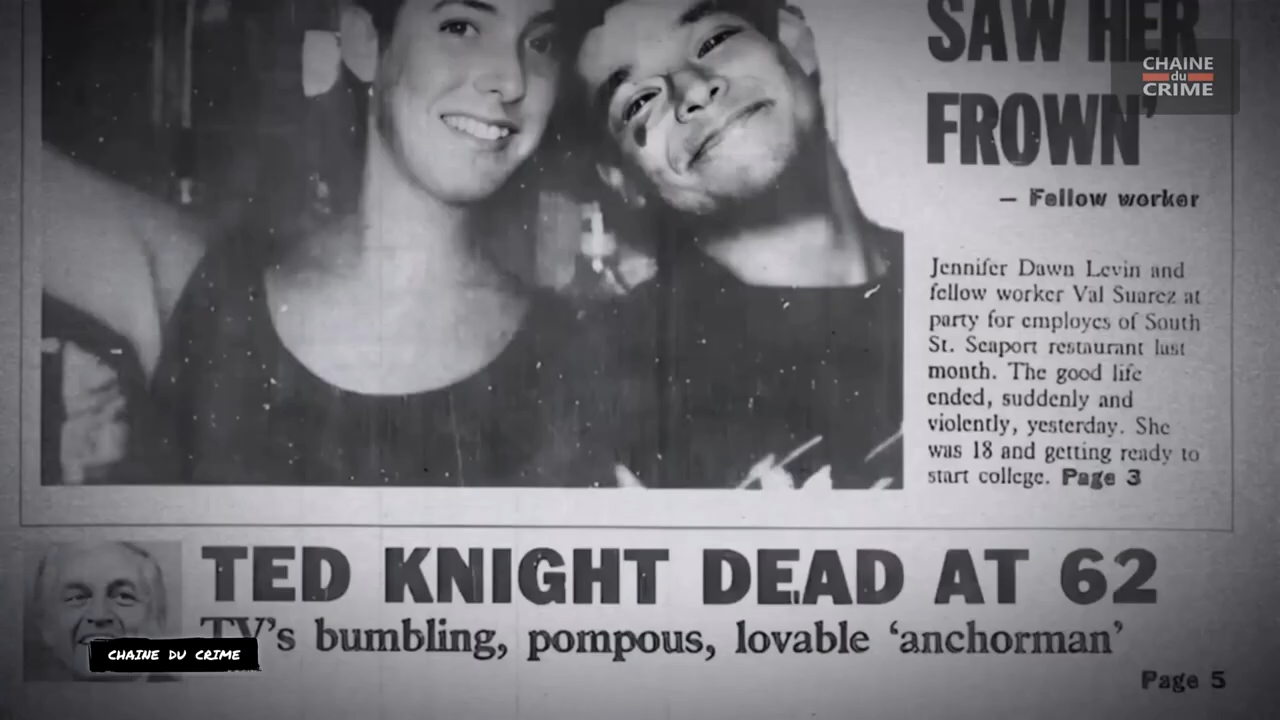 SAW HER
FROWN’
— Fellow worker
Jennifer Dawn Levin and
fellow worker Val Suarez at
party for employes of South
St. Seaport restaurant last
month. The good life
ended, suddenly and
violently, yesterday. She
was 18 and getting ready to
start college. Page 3
TED KNIGHT DEAD AT 62
TV’s bumbling, pompous, lovable ‘anchorman’
Page 5
CHAINE
du
CRIME
CHAINE DU CRIME